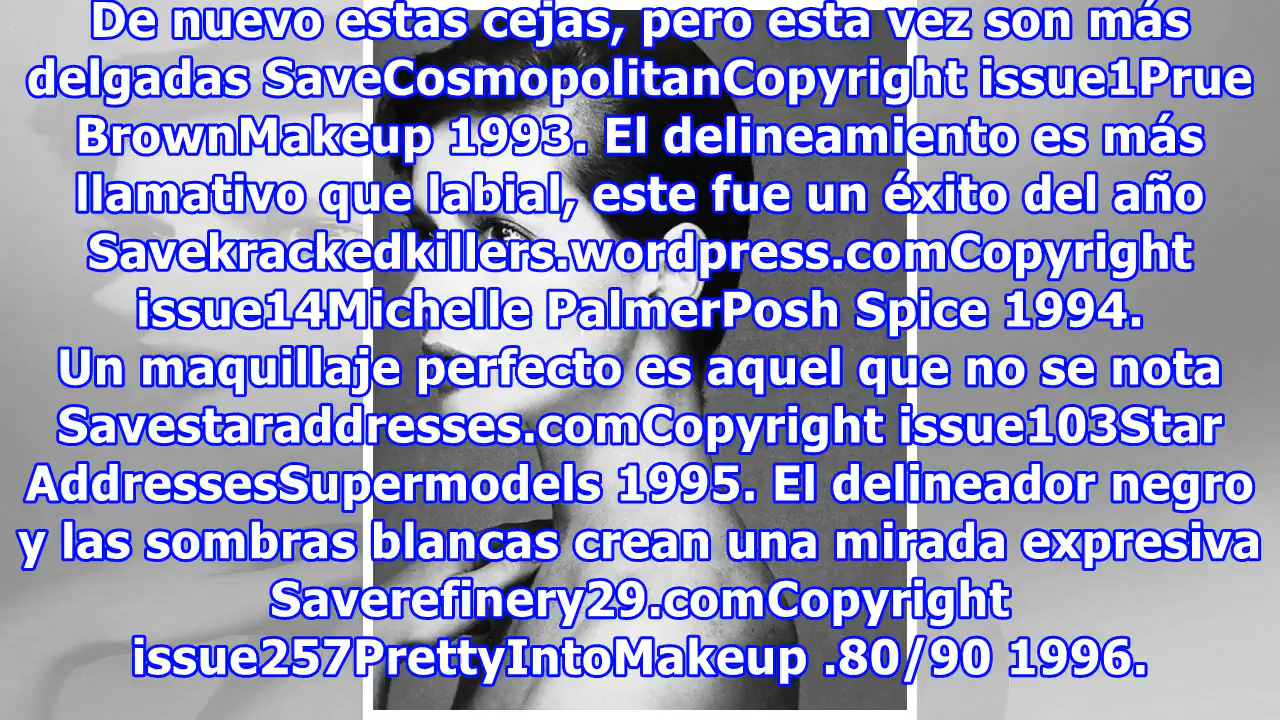 De nuevo estas cejas, pero esta vez son más
delgadas SaveCosmopolitanCopyright issue1Prue
BrownMakeup 1993. El delineamiento es más
llamativo que labial, este fue un éxito del año
Savekrackedkillers.wordpress.comCopyright
issue14Michelle PalmerPosh Spice 1994.
Un maquillaje perfecto es aquel que no se nota
Savestaraddresses.comCopyright issue103Star
AddressesSupermodels 1995. El delineador negro
y las sombras blancas crean una mirada expresiva
Saverefinery29.comCopyright
issue257PrettyIntoMakeup .80/90 1996.